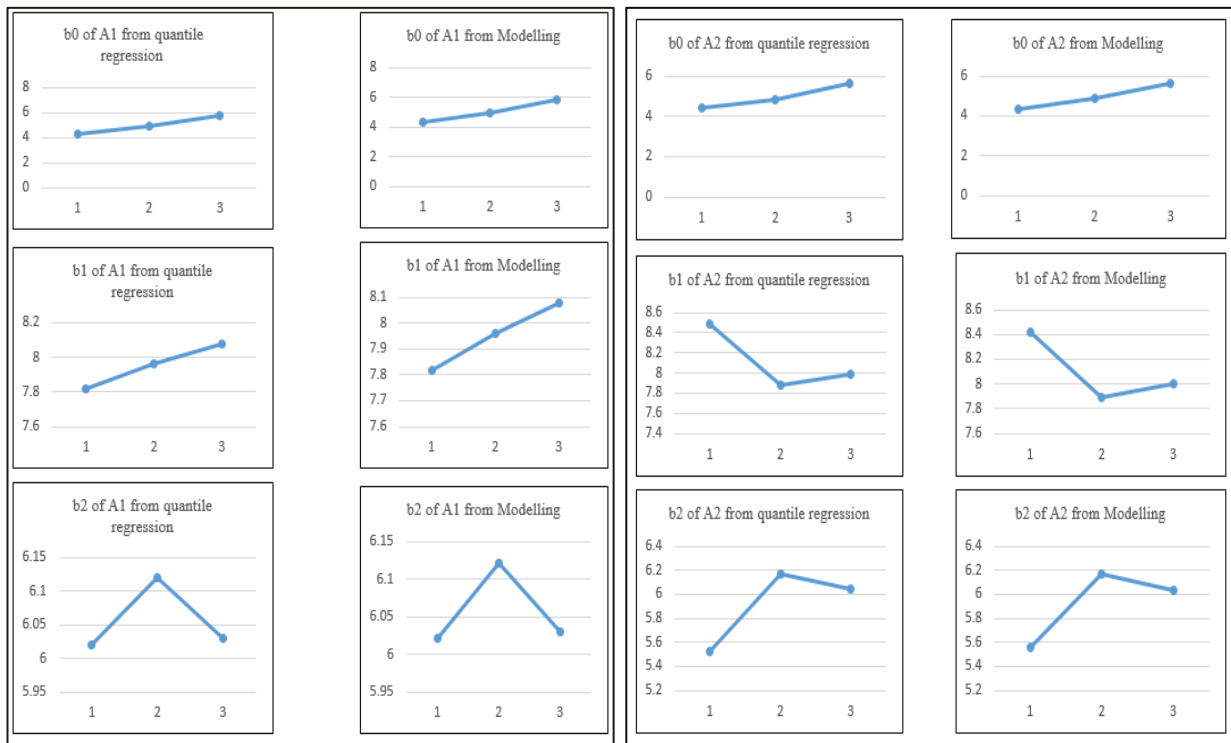 b0 of A1 from quantile
regression
8
6
4
2
0
1 2 3
b0 of A1 from Modelling
8
6
4
2
0
1 2 3
b1 of A1 from quantile
regression
8.2
8
7.8
7.6
1 2 3
b1 of A1 from Modelling
8.1
8
7.9
7.8
7.7
7.6
1 2 3
b2 of A1 from quantile
regression
6.15
6.1
6.05
6
5.95
1 2 3
b2 of A1 from Modelling
6.15
6.1
6.05
6
5.95
1 2 3
b0 of A2 from quantile regression
6
4
2
0
1 2 3
b0 of A2 from Modelling
6
4
2
0
1 2 3
b1 of A2 from quantile regression
8.6
8.4
8.2
8
7.8
7.6
7.4
1 2 3
b1 of A2 from Modelling
8.6
8.4
8.2
8
7.8
7.6
1 2 3
b2 of A2 from quantile regression
6.4
6.2
6
5.8
5.6
5.4
5.2
1 2 3
b2 of A2 from Modelling
6.4
6.2
6
5.8
5.6
5.4
5.2
1 2 3